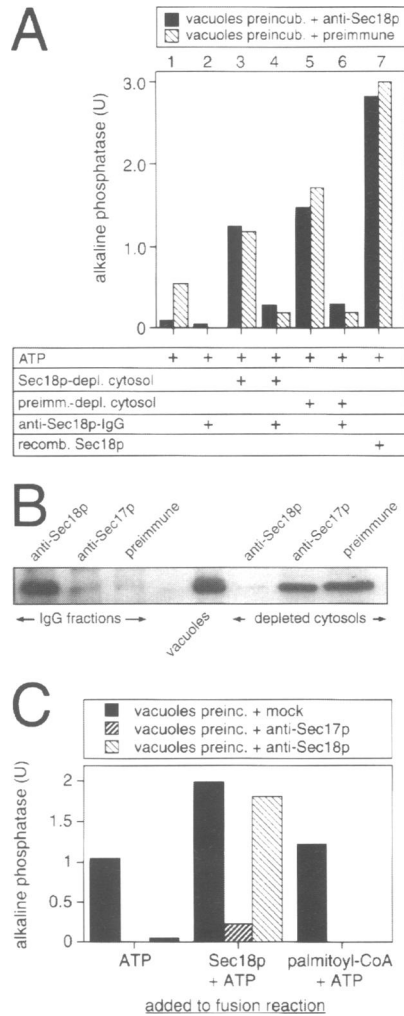 A
vacuoles preincub. + anti-Sec18p
vacuoles preincub. + preimmune
1 2 3 4 5 6 7
alkaline phosphatase (U)
3.0
1.0
1.0
0
ATP + + + + + + +
Sec18p-depl. cytosol + +
preimm.-depl. cytosol + +
anti-Sec18p-IgG + + +
recomb. Sec18p +
B
anti-Sec18p
anti-Sec17p
preimmune
anti-Sec18p
anti-Sec17p
preimmune
← IgG fractions →
vacuoles
← depleted cytosols →
C
vacuoles preinc. + mock
vacuoles preinc. + anti-Sec17p
vacuoles preinc. + anti-Sec18p
alkaline phosphatase (U)
2
1.5
1
0.5
0
ATP
Sec18p + ATP
palmitoyl-CoA + ATP
added to fusion reaction